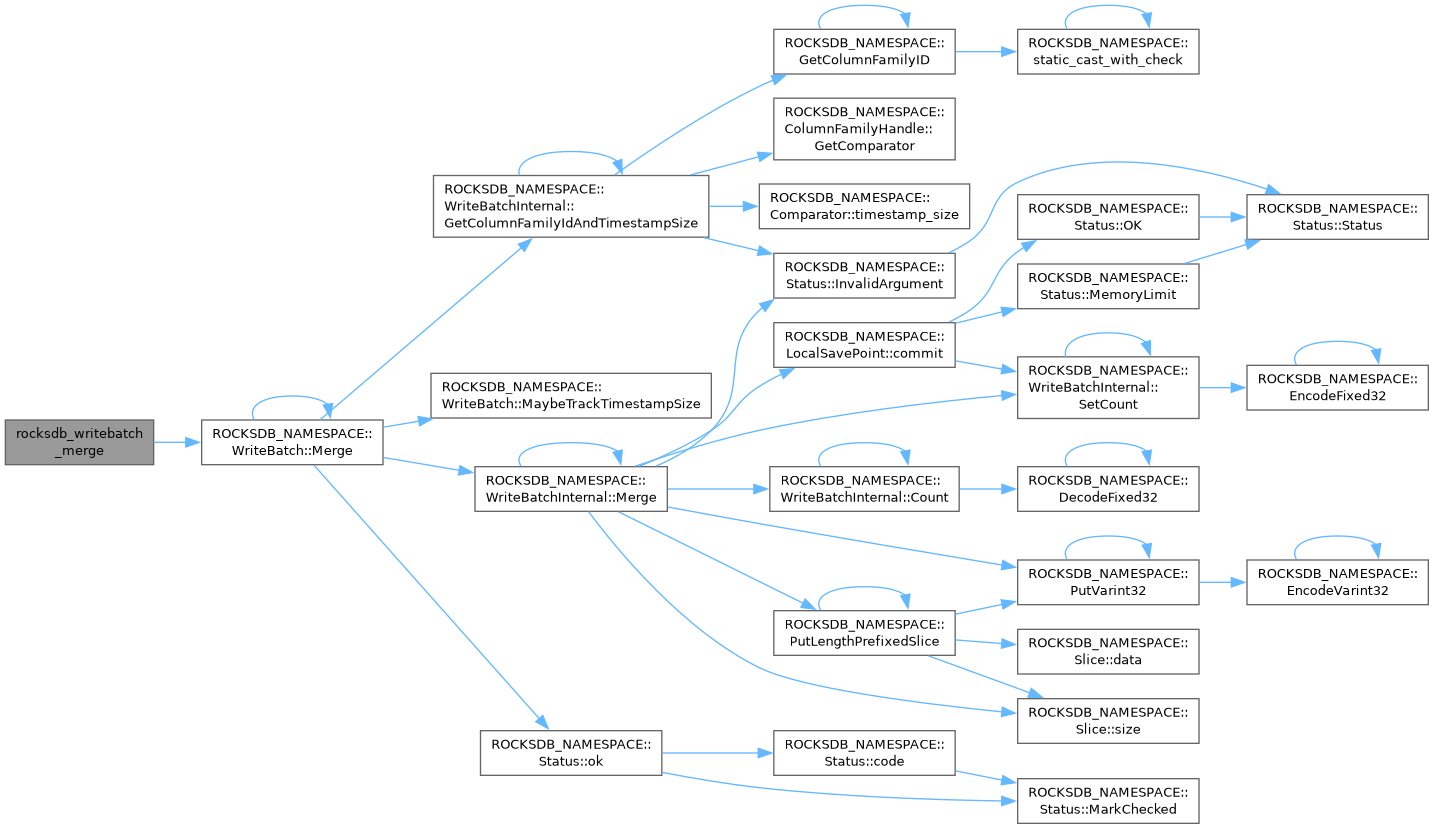 ROCKSDB_NAMESPACE::
GetColumnFamilyID
ROCKSDB_NAMESPACE::
static_cast_with_check
ROCKSDB_NAMESPACE::
ColumnFamilyHandle::
GetComparator
ROCKSDB_NAMESPACE::
WriteBatchInternal::
GetColumnFamilyIdAndTimestampSize
ROCKSDB_NAMESPACE::
Comparator::timestamp_size
ROCKSDB_NAMESPACE::
Status::OK
ROCKSDB_NAMESPACE::
Status::Status
ROCKSDB_NAMESPACE::
Status::InvalidArgument
ROCKSDB_NAMESPACE::
Status::MemoryLimit
ROCKSDB_NAMESPACE::
LocalSavePoint::commit
ROCKSDB_NAMESPACE::
WriteBatchInternal::
SetCount
ROCKSDB_NAMESPACE::
EncodeFixed32
ROCKSDB_NAMESPACE::
WriteBatch::MaybeTrackTimestampSize
rocksdb_writebatch
_merge
ROCKSDB_NAMESPACE::
WriteBatch::Merge
ROCKSDB_NAMESPACE::
WriteBatchInternal::Merge
ROCKSDB_NAMESPACE::
WriteBatchInternal::Count
ROCKSDB_NAMESPACE::
DecodeFixed32
ROCKSDB_NAMESPACE::
PutVarint32
ROCKSDB_NAMESPACE::
EncodeVarint32
ROCKSDB_NAMESPACE::
PutLengthPrefixedSlice
ROCKSDB_NAMESPACE::
Slice::data
ROCKSDB_NAMESPACE::
Slice::size
ROCKSDB_NAMESPACE::
Status::ok
ROCKSDB_NAMESPACE::
Status::code
ROCKSDB_NAMESPACE::
Status::MarkChecked